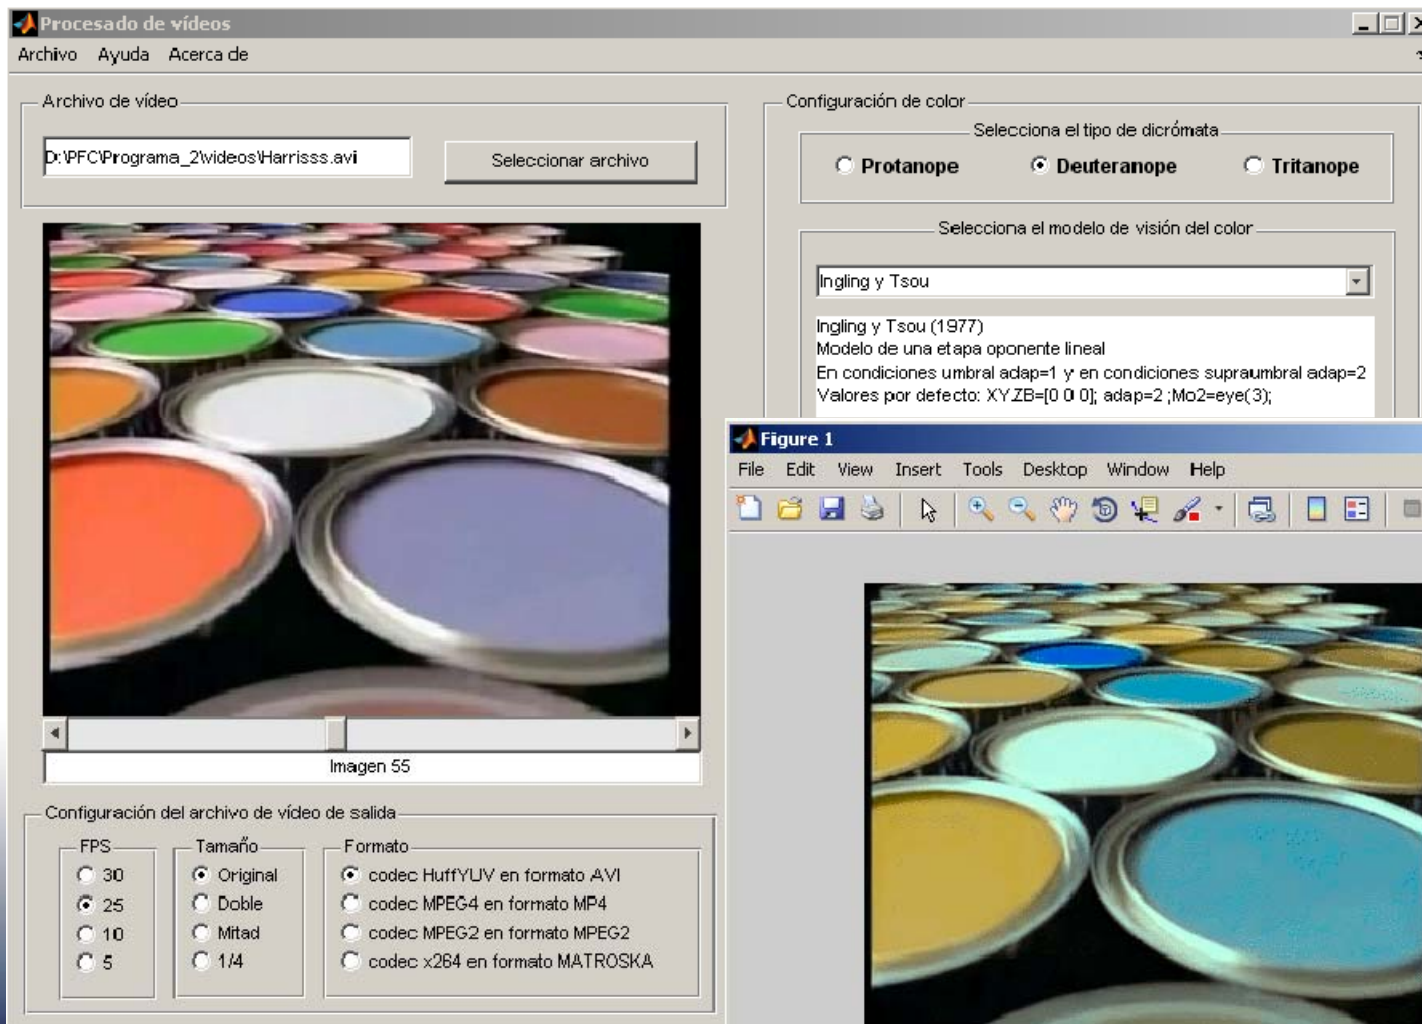 Procesado de vídeos
Archivo Ayuda Acerca de
Archivo de vídeo
D:\PFC\Programa_2\videos\Harrisss.avi
Seleccionar archivo
Imagen 55
Configuración del archivo de vídeo de salida
FPS
30
25
10
5
Tamaño
Original
Doble
Mitad
1/4
Formato
codec HuffYUV en formato AVI
codec MPEG4 en formato MP4
codec MPEG2 en formato MPEG2
codec x264 en formato MATROSKA
Configuración de color
Selecciona el tipo de dicrómata
Protanope Deuteranope Tritanope
Selecciona el modelo de visión del color
Ingling y Tsou
Ingling y Tsou (1977)
Modelo de una etapa oponente lineal
En condiciones umbral adap=1 y en condiciones supraumbral adap=2
Valores por defecto: XYZB=[0 0 0]; adap=2 ;Mo2=eye(3);
Figure 1
File Edit View Insert Tools Desktop Window Help